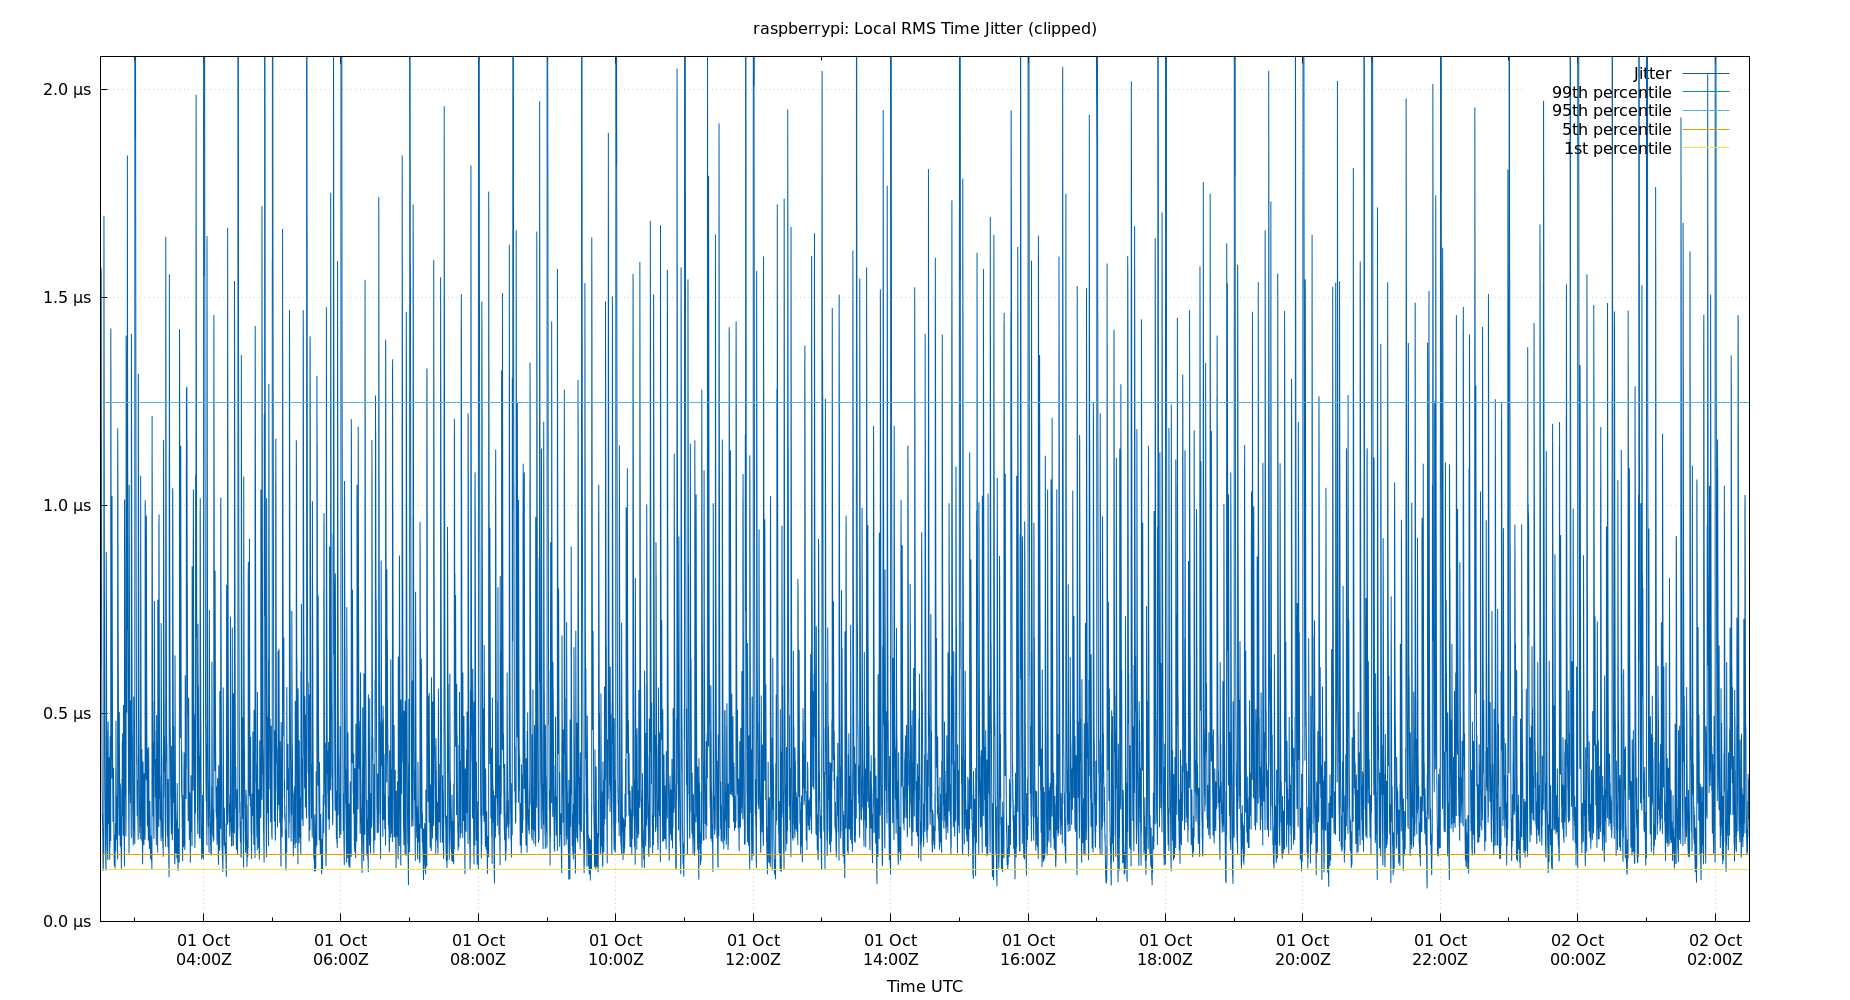 raspberrypi: Local RMS Time Jitter (clipped)
Jitter
99th percentile
95th percentile
5th percentile
1st percentile
2.0 µs
1.5 µs
1.0 µs
0.5 µs
0.0 µs
01 Oct 04:00Z
01 Oct 06:00Z
01 Oct 08:00Z
01 Oct 10:00Z
01 Oct 12:00Z
01 Oct 14:00Z
01 Oct 16:00Z
01 Oct 18:00Z
01 Oct 20:00Z
01 Oct 22:00Z
02 Oct 00:00Z
02 Oct 02:00Z
Time UTC